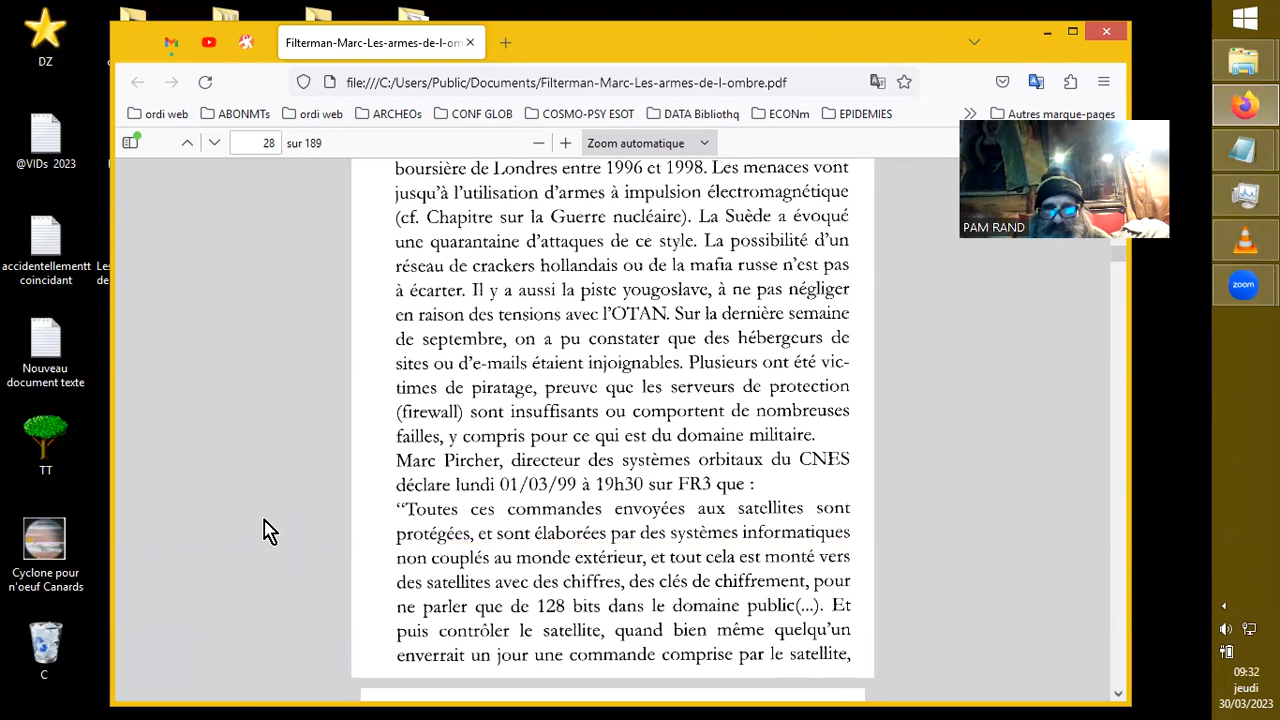 DZ
@VIDs 2023
accidentellementt
coincidant
Nouveau
document texte
TT
Cyclone pour
n'oeuf Canards
C
Filterman-Marc-Les-armes-de-l-om
file:///C:/Users/Public/Documents/Filterman-Marc-Les-armes-de-l-ombre.pdf
ordi web
ABONMTs
ordi web
ARCHEOs
CONF GLOB
COSMO-PSY ESOT
DATA Bibliothq
ECONm
EPIDEMIES
Autres marque-pages
28
sur 189
Zoom automatique
boursière de Londres entre 1996 et 1998. Les menaces vont
jusqu'à l'utilisation d'armes à impulsion électromagnétique
(cf. Chapitre sur la Guerre nucléaire). La Suède a évoqué
une quarantaine d'attaques de ce style. La possibilité d'un
réseau de crackers hollandais ou de la mafia russe n'est pas
à écarter. Il y a aussi la piste yougoslave, à ne pas négliger
en raison des tensions avec l'OTAN. Sur la dernière semaine
de septembre, on a pu constater que des hébergeurs de
sites ou d'e-mails étaient injoignables. Plusieurs ont été vic-
times de piratage, preuve que les serveurs de protection
(firewall) sont insuffisants ou comportent de nombreuses
failles, y compris pour ce qui est du domaine militaire.
Marc Pircher, directeur des systèmes orbitaux du CNES
déclare lundi 01/03/99 à 19h30 sur FR3 que :
“Toutes ces commandes envoyées aux satellites sont
protégées, et sont élaborées par des systèmes informatiques
non couplés au monde extérieur, et tout cela est monté vers
des satellites avec des chiffres, des clés de chiffrement, pour
ne parler que de 128 bits dans le domaine public(...). Et
puis contrôler le satellite, quand bien même quelqu'un
enverrait un jour une commande comprise par le satellite,
PAM RAND
zoom
09:32
jeudi
30/03/2023